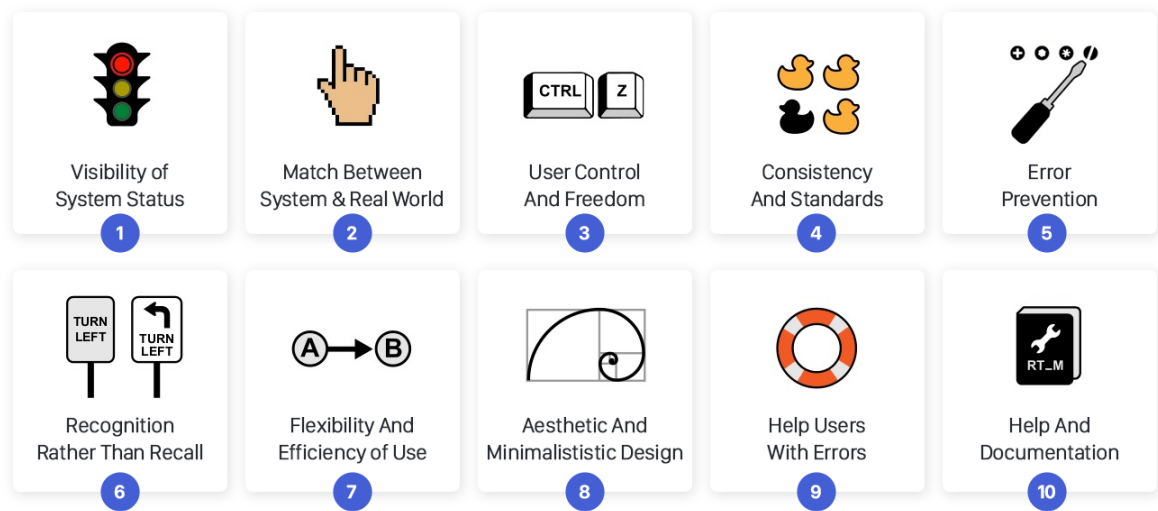 Visibility of
System Status
1
Match Between
System & Real World
2
CTRL Z
User Control
And Freedom
3
Consistency
And Standards
4
Error
Prevention
5
TURN
LEFT
TURN
LEFT
Recognition
Rather Than Recall
6
A B
Flexibility And
Efficiency of Use
7
Aesthetic And
Minimalististic Design
8
Help Users
With Errors
9
RT_M
Help And
Documentation
10